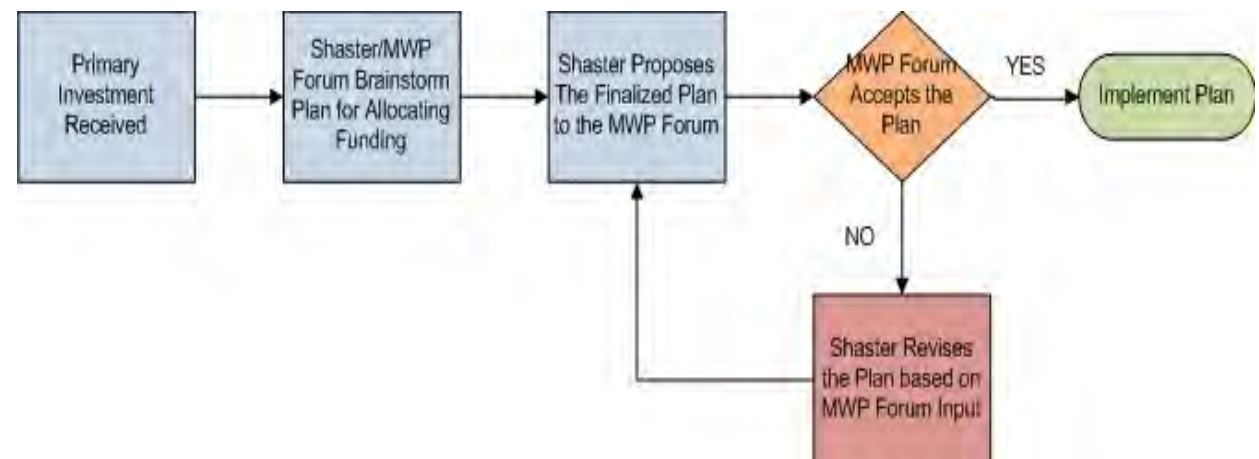 Primary
Investment
Received
Shaster/MWP
Forum Brainstorm
Plan for Allocating
Funding
Shaster Proposes
The Finalized Plan
to the MWP Forum
MWP Forum
Accepts the
Plan
YES
Implement Plan
NO
Shaster Revises
the Plan based on
MWP Forum Input